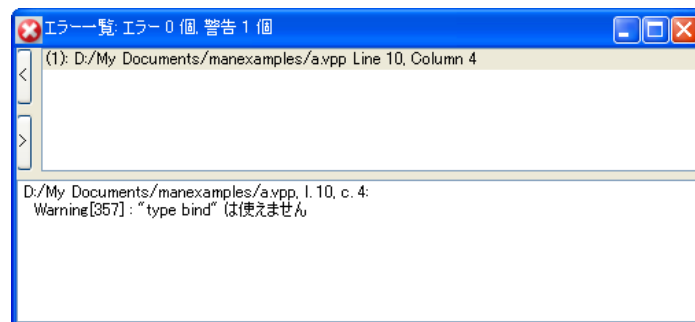 エラー一覧: エラー 0 個, 警告 1 個
(1): D:/My Documents/manexamples/a.vpp Line 10, Column 4
<
>
D:/My Documents/manexamples/a.vpp, l. 10, c. 4:
Warning[357] : "type bind" は使えません